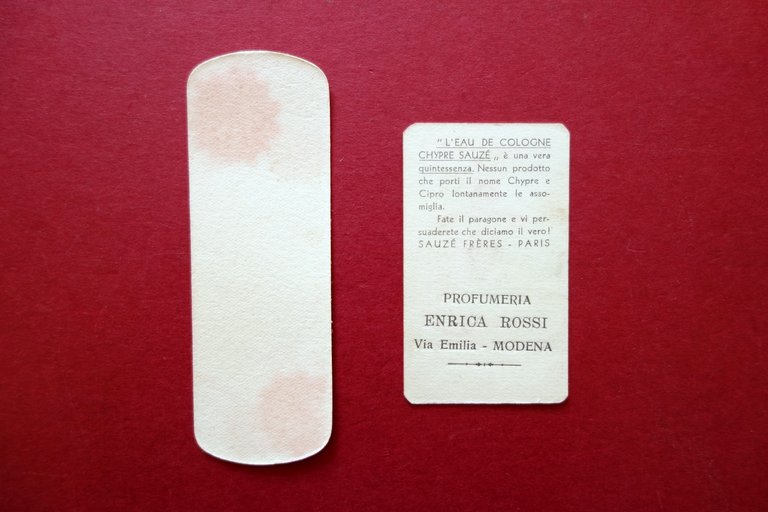 " L'EAU DE COLOGNE
CHYPRE SAUZÉ „ è una vera
quintessenza. Nessun prodotto
che porti il nome Chypre e
Cipro lontanamente le asso-
miglia.
Fate il paragone e vi per-
suaderete che diciamo il vero!
SAUZÉ FRÈRES - PARIS
PROFUMERIA
ENRICA ROSSI
Via Emilia - MODENA